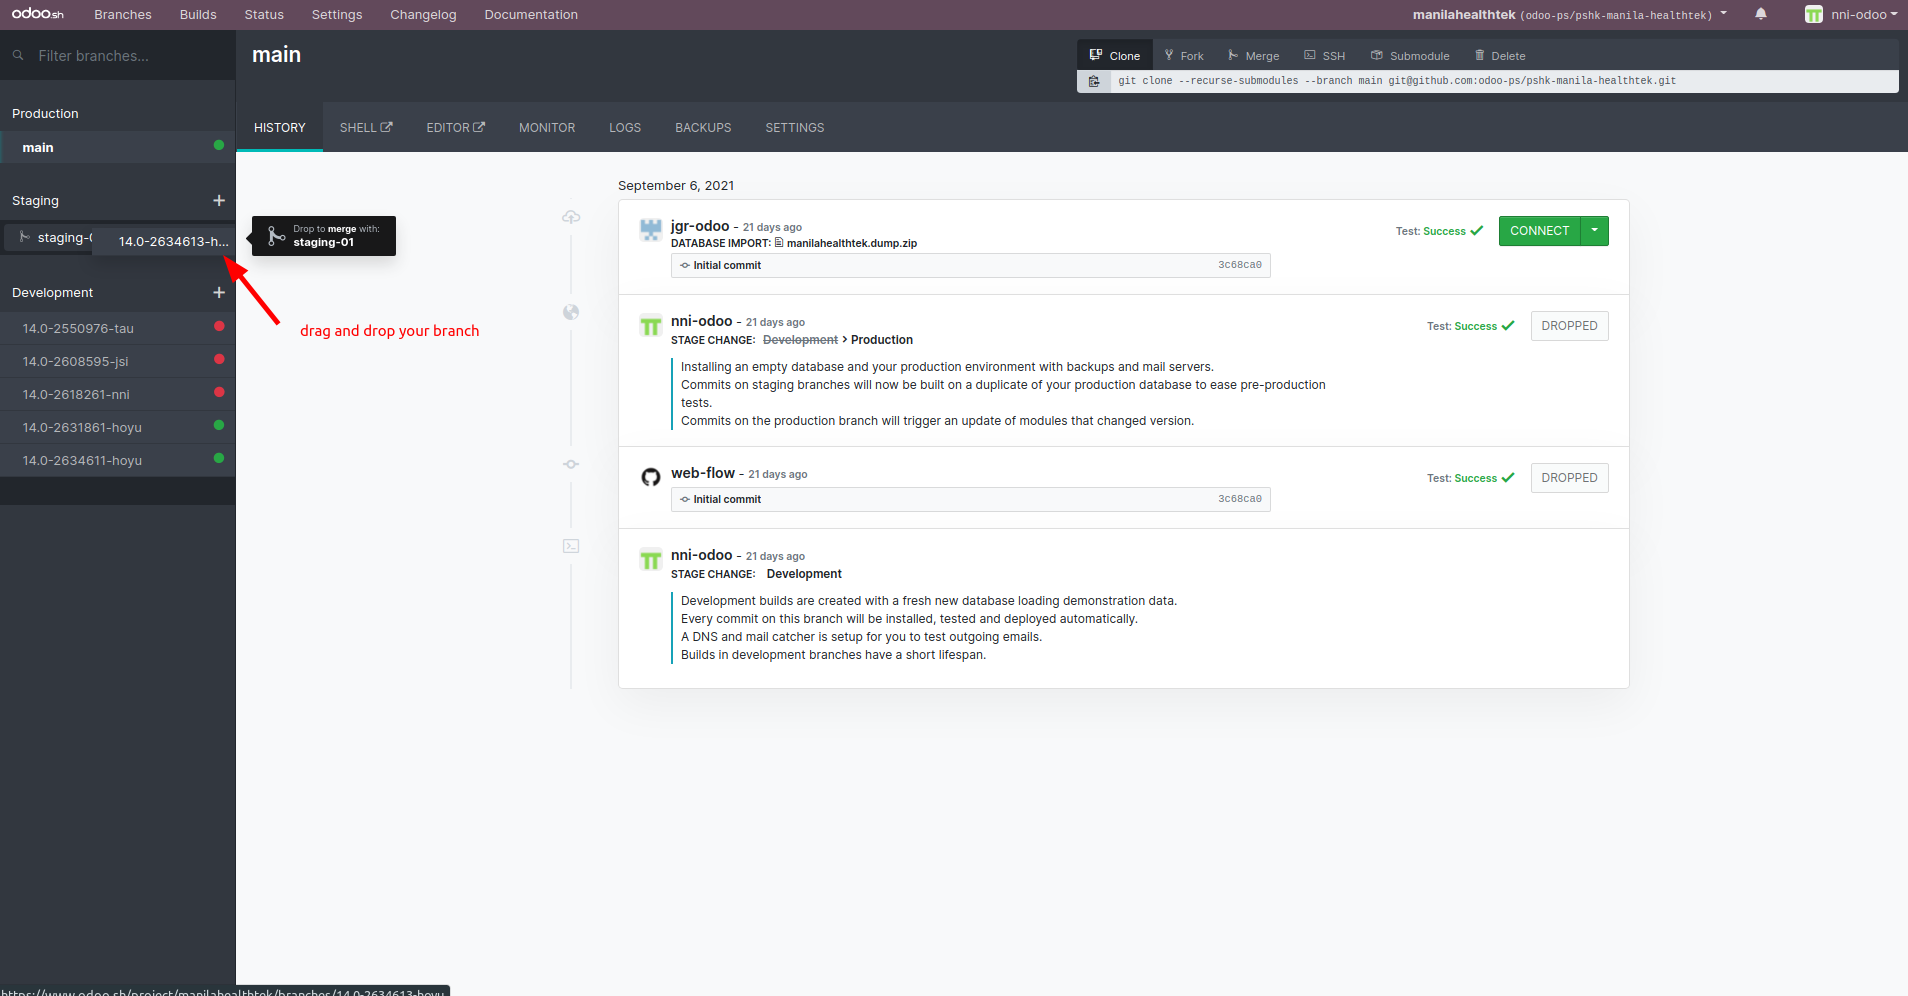 odoo.sh Branches Builds Status Settings Changelog Documentation manilahealthtek (odoo-ps/pshk-manila-healthtek) nni-odoo
Filter branches...
main
Clone Fork Merge SSH Submodule Delete
git clone --recurse-submodules --branch main git@github.com:odoo-ps/pshk-manila-healthtek.git
Production
main
Staging +
staging-0
14.0-2634613-h...
Drop to merge with:
staging-01
Development +
14.0-2550976-tau
14.0-2608595-jsi
14.0-2618261-nni
14.0-2631861-hoyu
14.0-2634611-hoyu
drag and drop your branch
HISTORY SHELL EDITOR MONITOR LOGS BACKUPS SETTINGS
September 6, 2021
jgr-odoo - 21 days ago
DATABASE IMPORT: manilahealthtek.dump.zip
Initial commit 3c68ca0
Test: Success CONNECT
nni-odoo - 21 days ago
STAGE CHANGE: Development > Production
Test: Success DROPPED
Installing an empty database and your production environment with backups and mail servers.
Commits on staging branches will now be built on a duplicate of your production database to ease pre-production
tests.
Commits on the production branch will trigger an update of modules that changed version.
web-flow - 21 days ago
Initial commit 3c68ca0
Test: Success DROPPED
nni-odoo - 21 days ago
STAGE CHANGE: Development
Development builds are created with a fresh new database loading demonstration data.
Every commit on this branch will be installed, tested and deployed automatically.
A DNS and mail catcher is setup for you to test outgoing emails.
Builds in development branches have a short lifespan.
https://www.odoo.sh/project/manilahealthtek/branches/14.0-2634613-hoyu